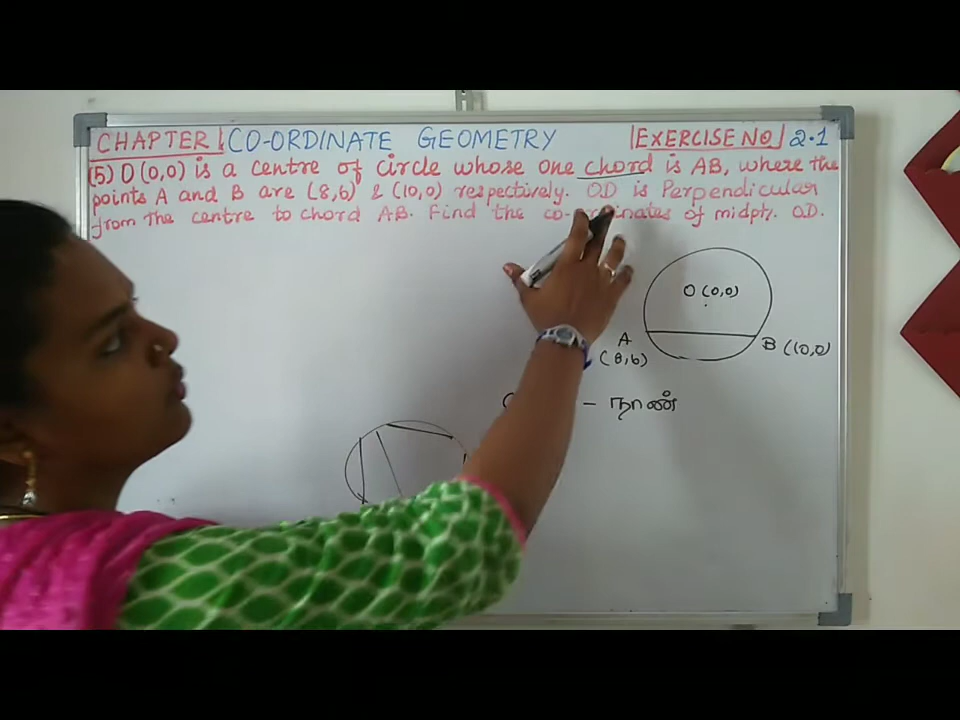 CHAPTER CO-ORDINATE GEOMETRY EXERCISE NO 2.1
(5) O (0,0) is a centre of circle whose one chord is AB, where the
points A and B are (8,6) & (10,0) respectively. OD is Perpendicular
from the centre to chord AB. Find the co-ordinates of midpt. OD.
O (0,0)
A
B (10,0)
(8,6)
- நாண்